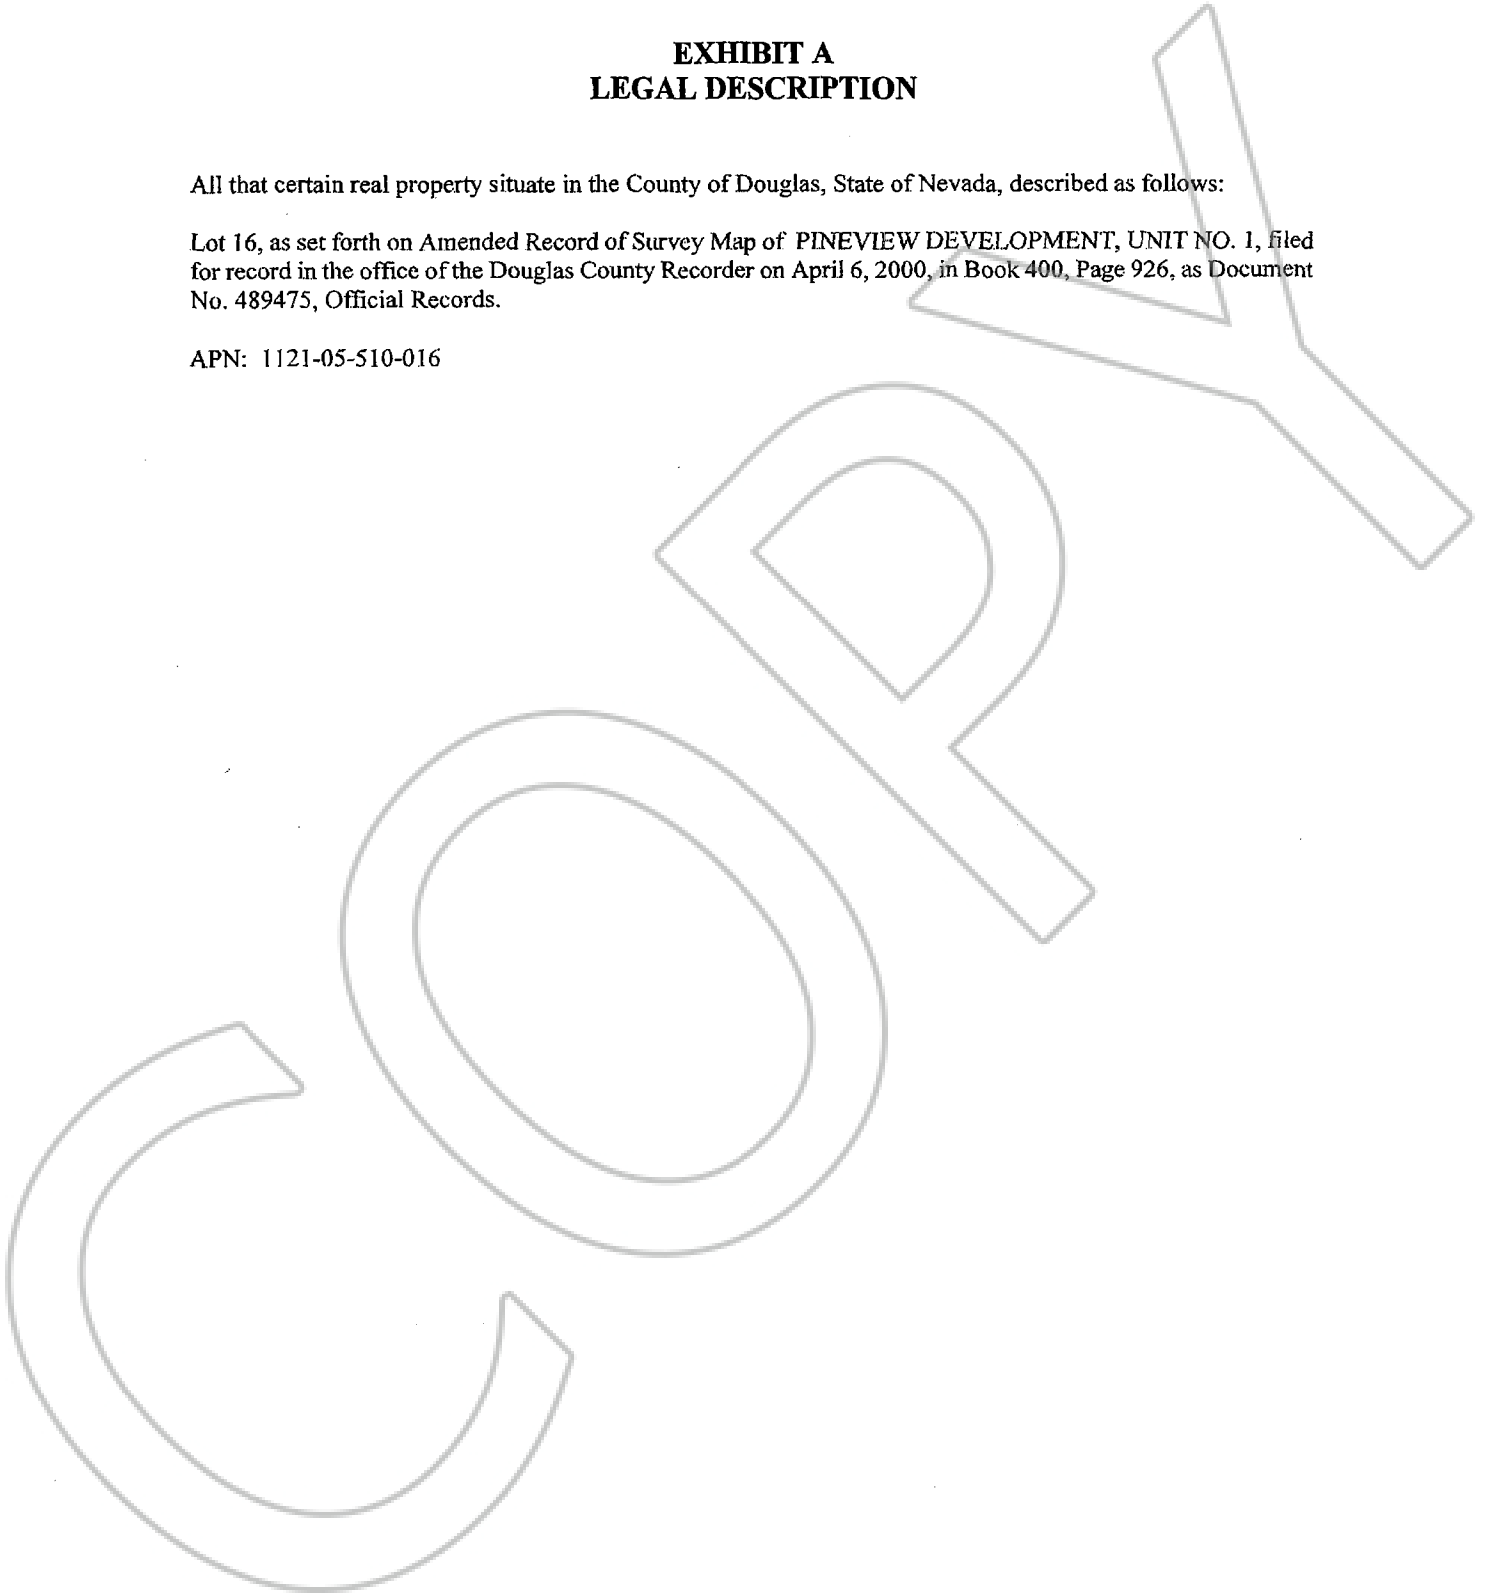 EXHIBIT A
LEGAL DESCRIPTION
All that certain real property situate in the County of Douglas, State of Nevada, described as follows:
Lot 16, as set forth on Amended Record of Survey Map of PINEVIEW DEVELOPMENT, UNIT NO. 1, filed
for record in the office of the Douglas County Recorder on April 6, 2000, in Book 400, Page 926, as Document
No. 489475, Official Records.
APN: 1121-05-510-016
COPY